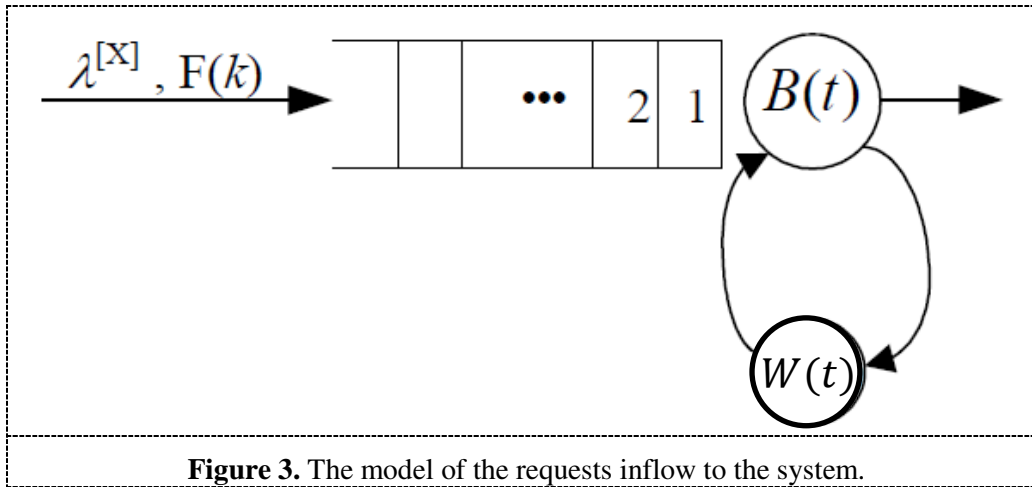 λ^[X] , F(k)
••• 2 1 B(t)
W(t)
Figure 3. The model of the requests inflow to the system.